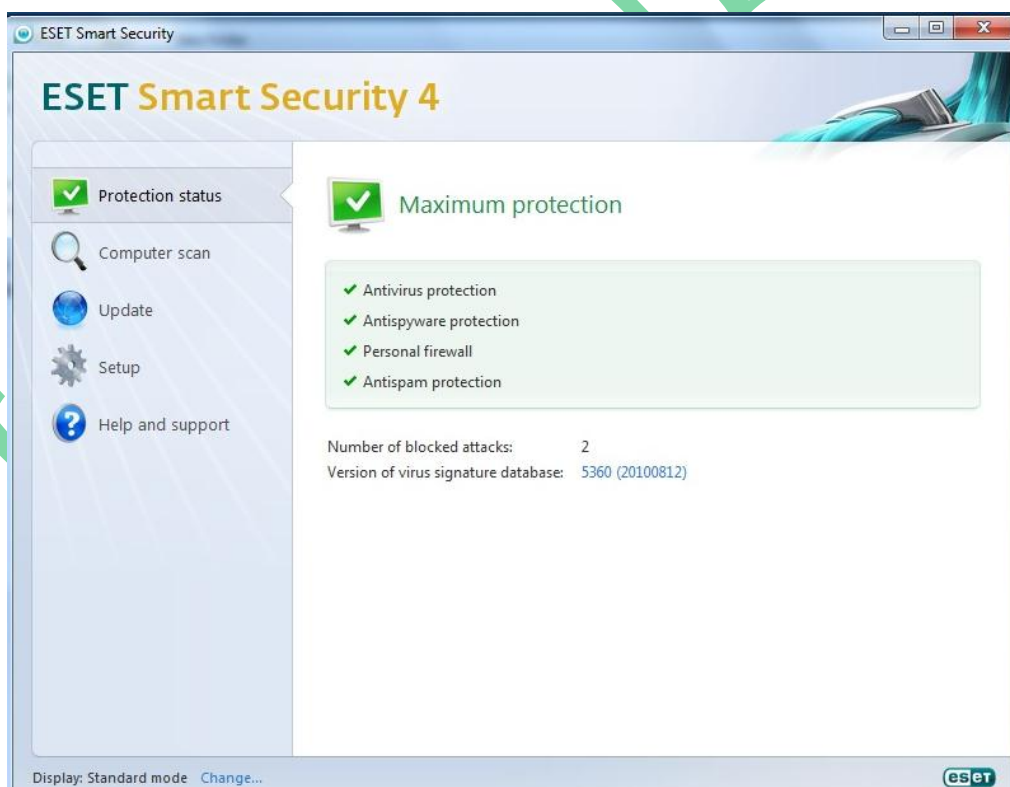 ESET Smart Security
ESET Smart Security 4
Protection status
Computer scan
Update
Setup
Help and support
Maximum protection
Antivirus protection
Antispyware protection
Personal firewall
Antispam protection
Number of blocked attacks: 2
Version of virus signature database: 5360 (20100812)
Display: Standard mode Change...
eset